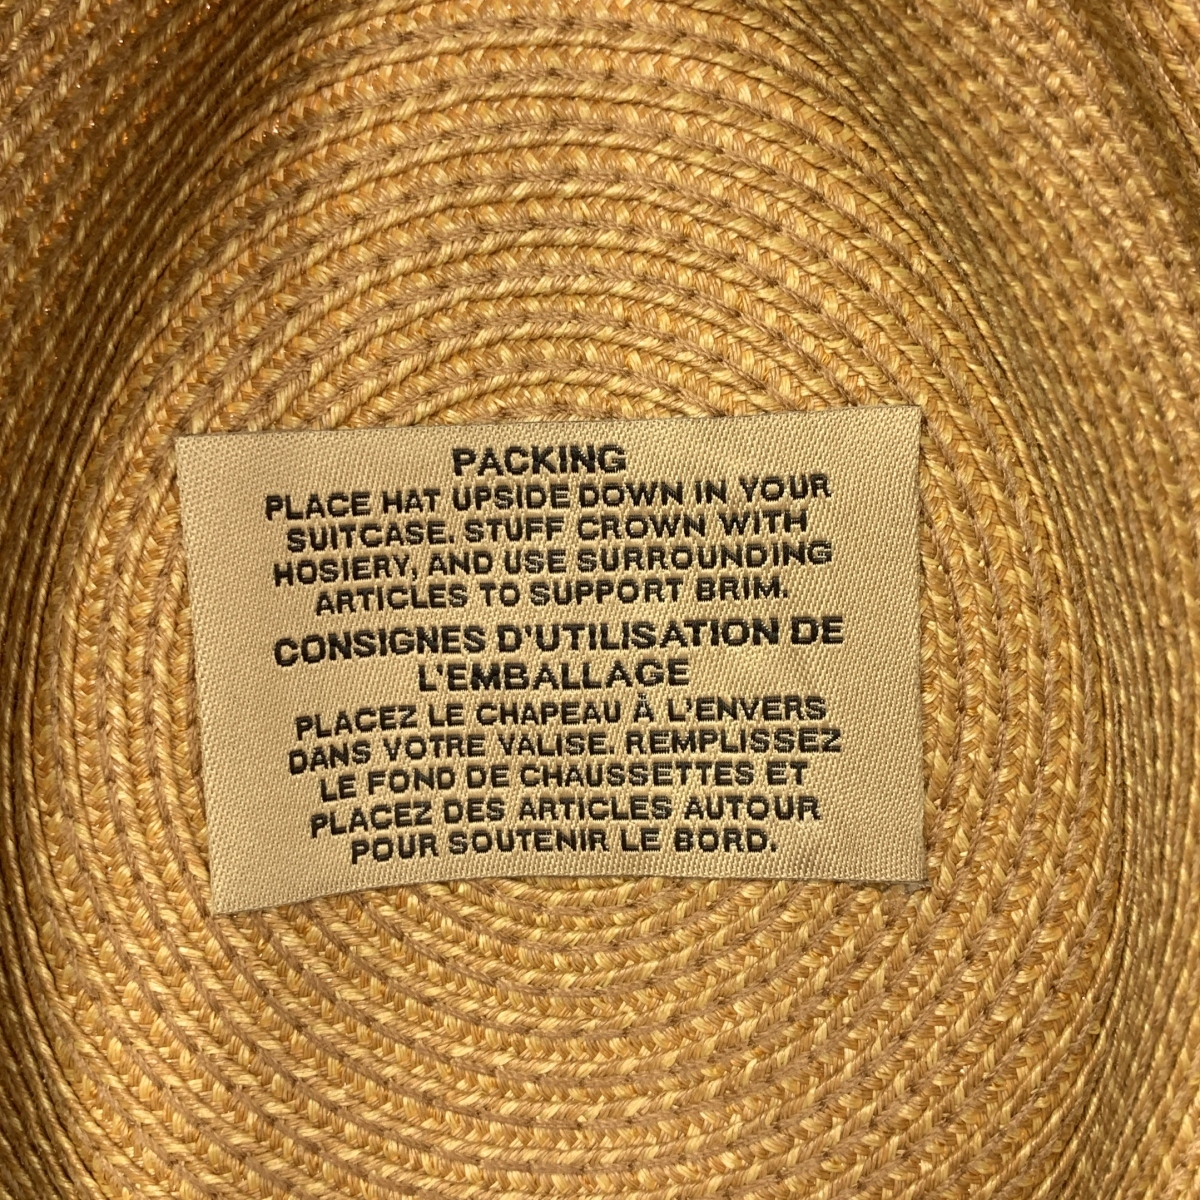 PACKING
PLACE HAT UPSIDE DOWN IN YOUR
SUITCASE. STUFF CROWN WITH
HOSIERY, AND USE SURROUNDING
ARTICLES TO SUPPORT BRIM.
CONSIGNES D'UTILISATION DE
L'EMBALLAGE
PLACEZ LE CHAPEAU À L'ENVERS
DANS VOTRE VALISE. REMPLISSEZ
LE FOND DE CHAUSSETTES ET
PLACEZ DES ARTICLES AUTOUR
POUR SOUTENIR LE BORD.